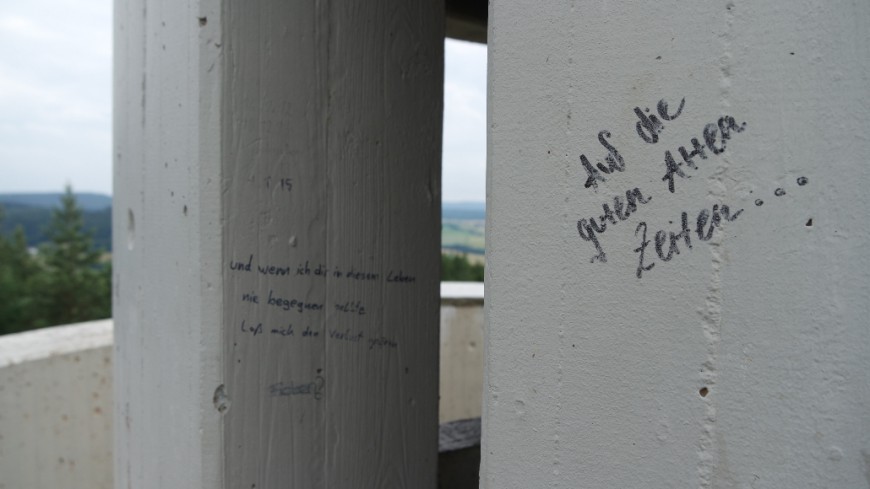 15
und wenn ich dir in diesem Leben
nie begegnen sollte
Laß mich den Verlust
Auf die
guten Alten
Zeiten ...